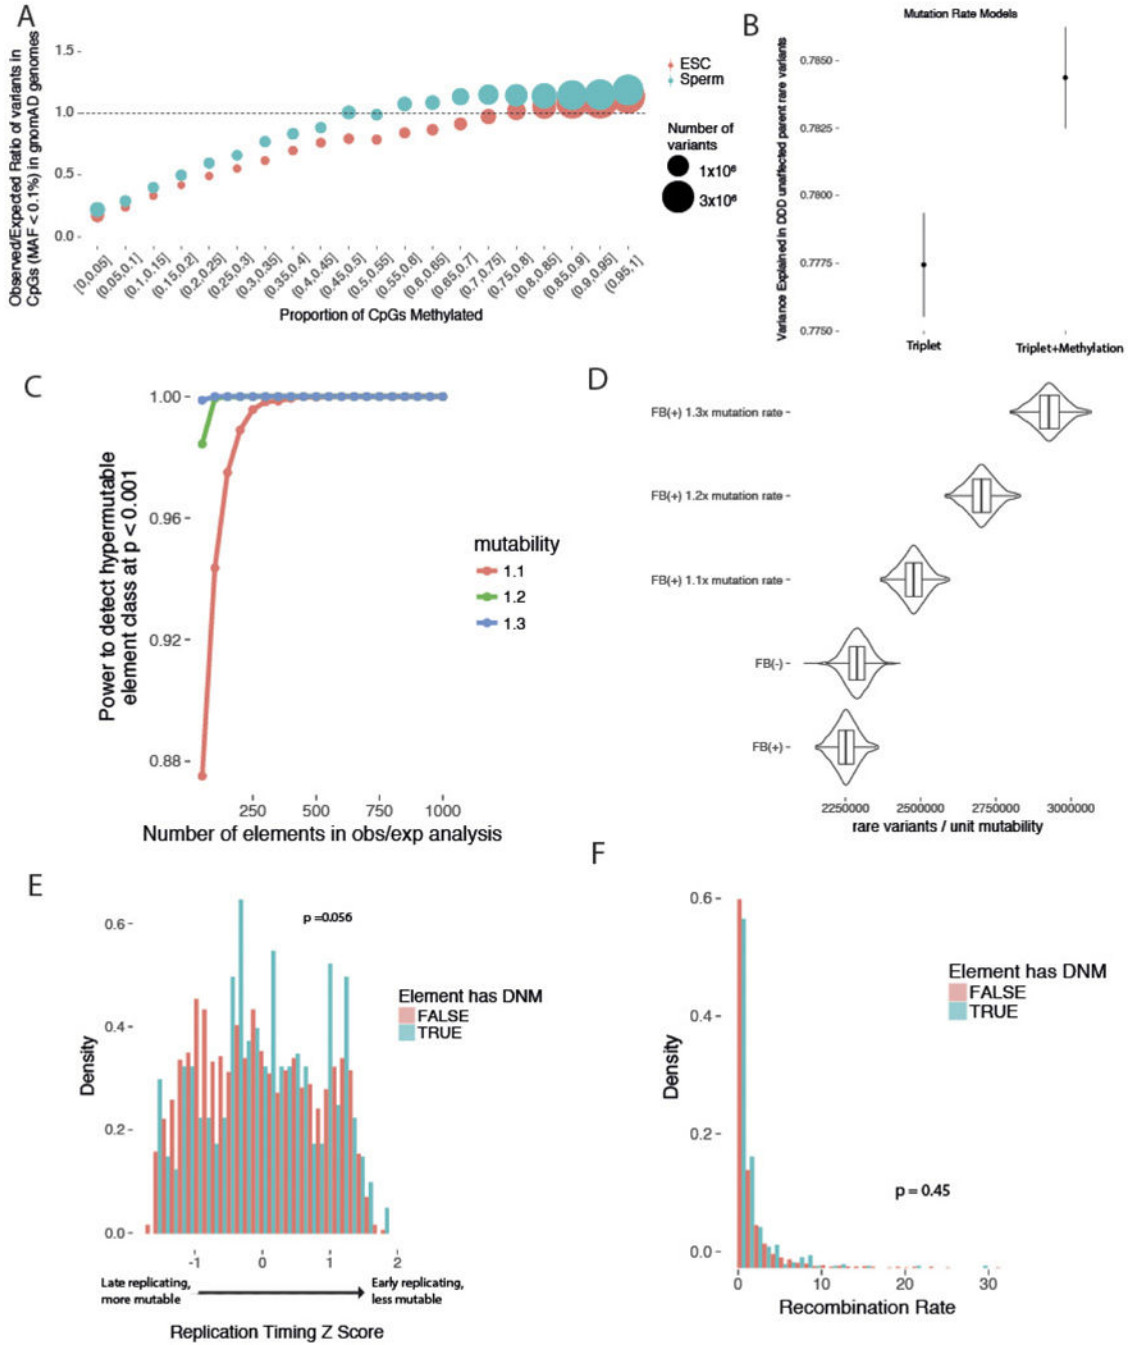 A
Observed/Expected Ratio of variants in
CpGs (MAF < 0.1%) in gnomAD genomes
1.5
1.0
0.5
0.0
[0,0.05]
(0.05,0.1]
(0.1,0.15]
(0.15,0.2]
(0.2,0.25]
(0.25,0.3]
(0.3,0.35]
(0.35,0.4]
(0.4,0.45]
(0.45,0.5]
(0.5,0.55]
(0.55,0.6]
(0.6,0.65]
(0.65,0.7]
(0.7,0.75]
(0.75,0.8]
(0.8,0.85]
(0.85,0.9]
(0.9,0.95]
(0.95,1]
Proportion of CpGs Methylated
ESC
Sperm
Number of
variants
1x10⁶
3x10⁶
B
Mutation Rate Models
Variance Explained in DDD unaffected parent rare variants
0.7850
0.7825
0.7800
0.7775
0.7750
Triplet
Triplet+Methylation
C
Power to detect hypermutable
element class at p < 0.001
1.00
0.96
0.92
0.88
250
500
750
1000
Number of elements in obs/exp analysis
mutability
1.1
1.2
1.3
D
FB(+) 1.3x mutation rate
FB(+) 1.2x mutation rate
FB(+) 1.1x mutation rate
FB(-)
FB(+)
2250000
2500000
2750000
3000000
rare variants / unit mutability
E
Density
0.6
0.4
0.2
0.0
p =0.056
Element has DNM
FALSE
TRUE
-1
0
1
2
Late replicating,
more mutable
Early replicating,
less mutable
Replication Timing Z Score
F
Density
0.6
0.4
0.2
0.0
Element has DNM
FALSE
TRUE
p = 0.45
0
10
20
30
Recombination Rate